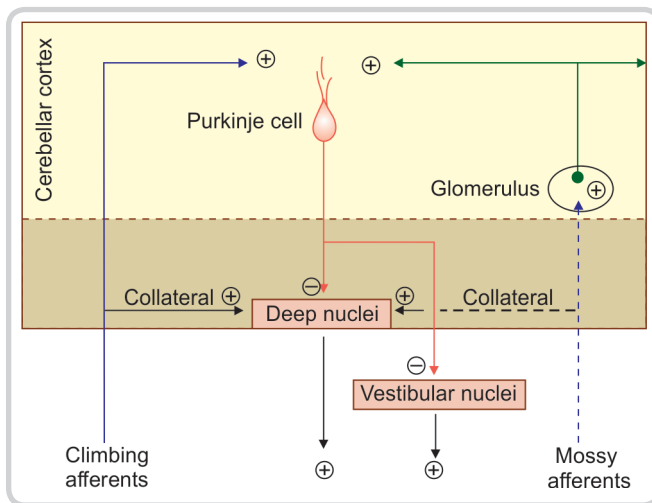 Cerebellar cortex
Purkinje cell
Glomerulus
Collateral
Collateral
Deep nuclei
Vestibular nuclei
Climbing
afferents
Mossy
afferents